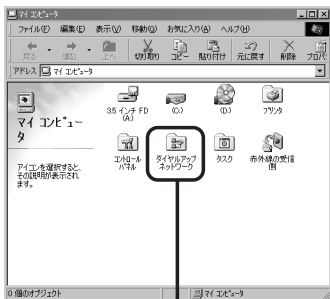 マイ コンピュータ
ファイル(F) 編集(E) 表示(V) 移動(G) お気に入り(A) ヘルプ(H)
戻る 進む 上へ 切り取り コピー 貼り付け 元に戻す 削除 プロパ
アドレス マイ コンピュータ
マイ コンピュー
タ
アイコンを選択すると、
その説明が表示され
ます。
3.5 インチ FD
(A:)
(C:)
(D:)
プリンタ
コントロール
パネル
ダイヤルアップ
ネットワーク
タスク
赤外線の受信
側
0 個のオブジェクト
マイ コンピュータ